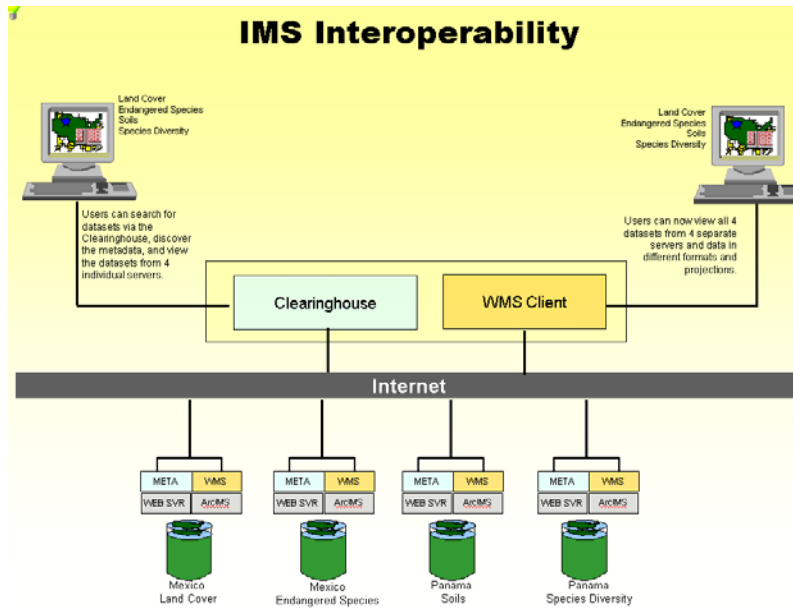 IMS Interoperability
Land Cover
Endangered Species
Soils
Species Diversity
Land Cover
Endangered Species
Soils
Species Diversity
Users can search for
datasets via the
Clearinghouse, discover
the metadata, and view
the datasets from 4
individual servers.
Users can now view all 4
datasets from 4 separate
servers and data in
different formats and
projections.
Clearinghouse
WMS Client
Internet
META WMS
WEB SVR ArcIMS
Mexico
Land Cover
META WMS
WEB SVR ArcIMS
Mexico
Endangered Species
META WMS
WEB SVR ArcIMS
Panama
Soils
META WMS
WEB SVR ArcIMS
Panama
Species Diversity